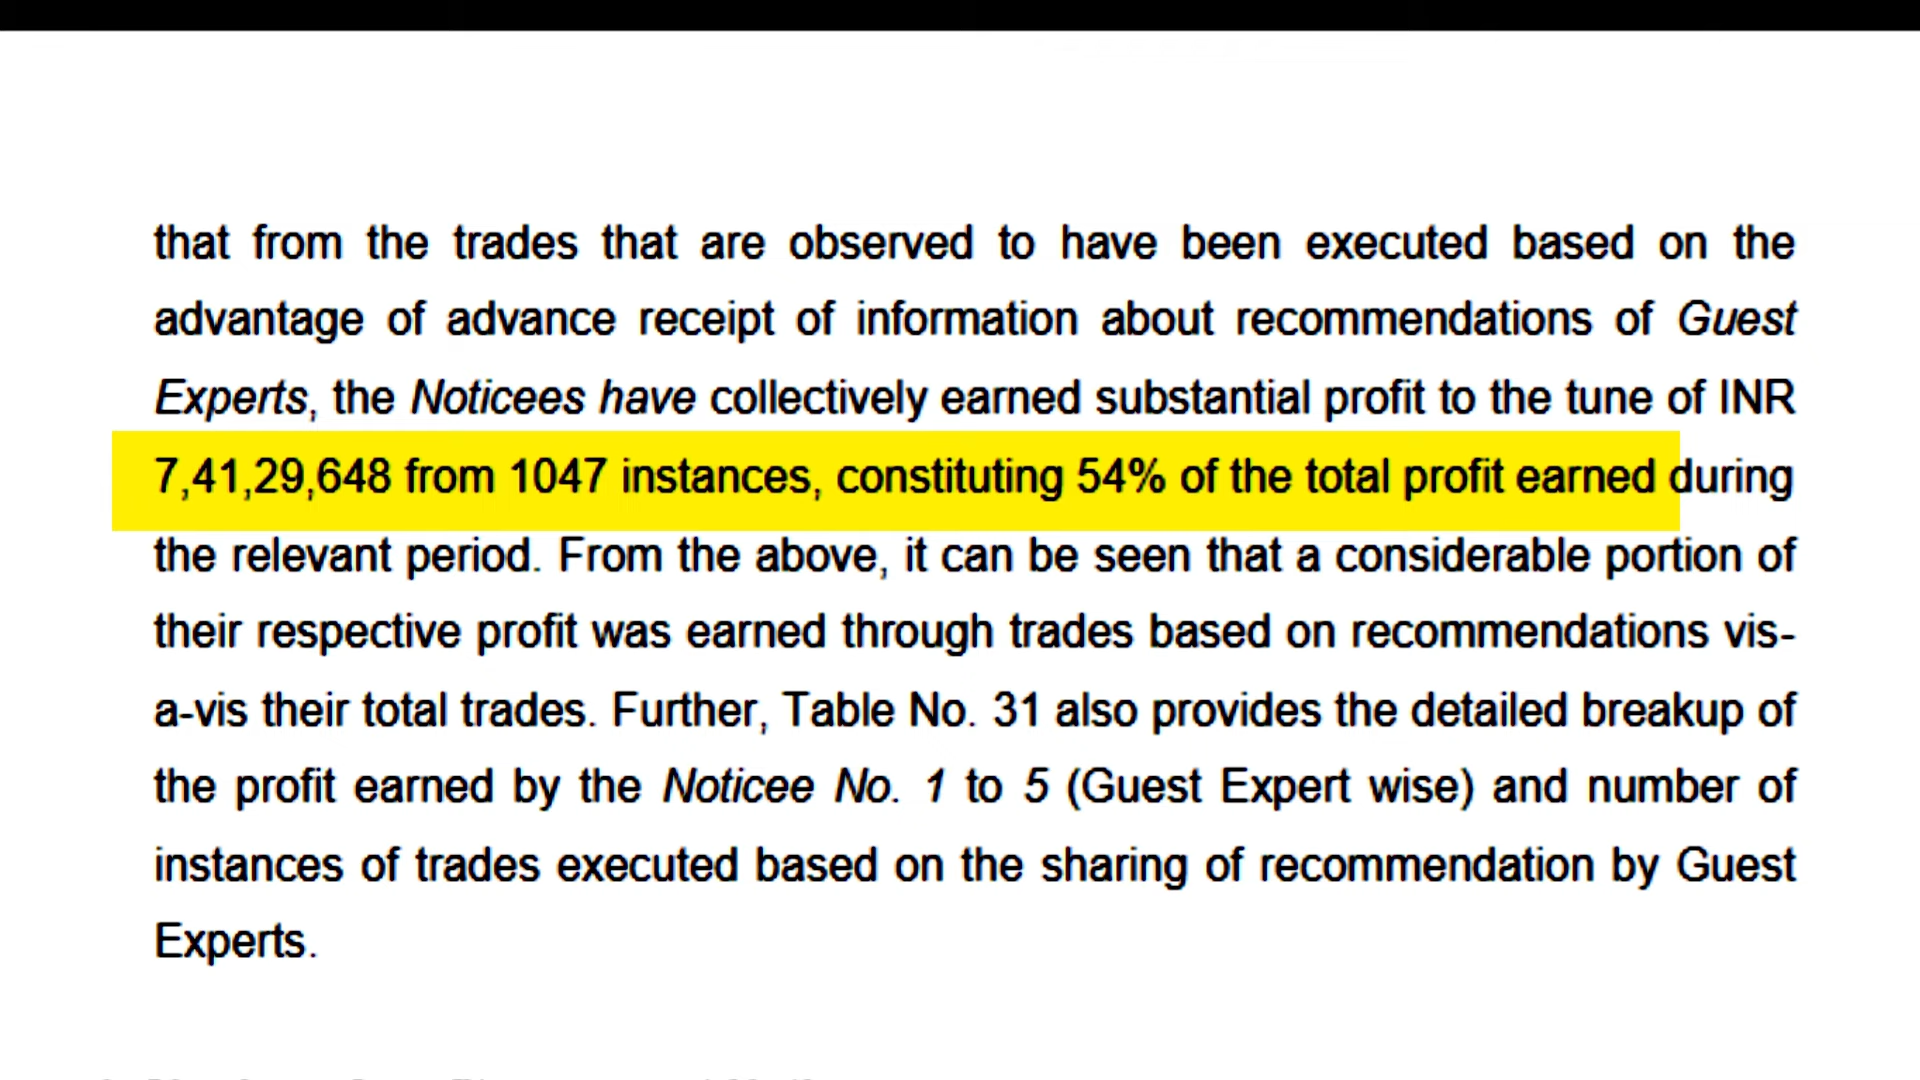 that from the trades that are observed to have been executed based on the
advantage of advance receipt of information about recommendations of Guest
Experts, the Noticees have collectively earned substantial profit to the tune of INR
7,41,29,648 from 1047 instances, constituting 54% of the total profit earned during
the relevant period. From the above, it can be seen that a considerable portion of
their respective profit was earned through trades based on recommendations vis-
a-vis their total trades. Further, Table No. 31 also provides the detailed breakup of
the profit earned by the Noticee No. 1 to 5 (Guest Expert wise) and number of
instances of trades executed based on the sharing of recommendation by Guest
Experts.